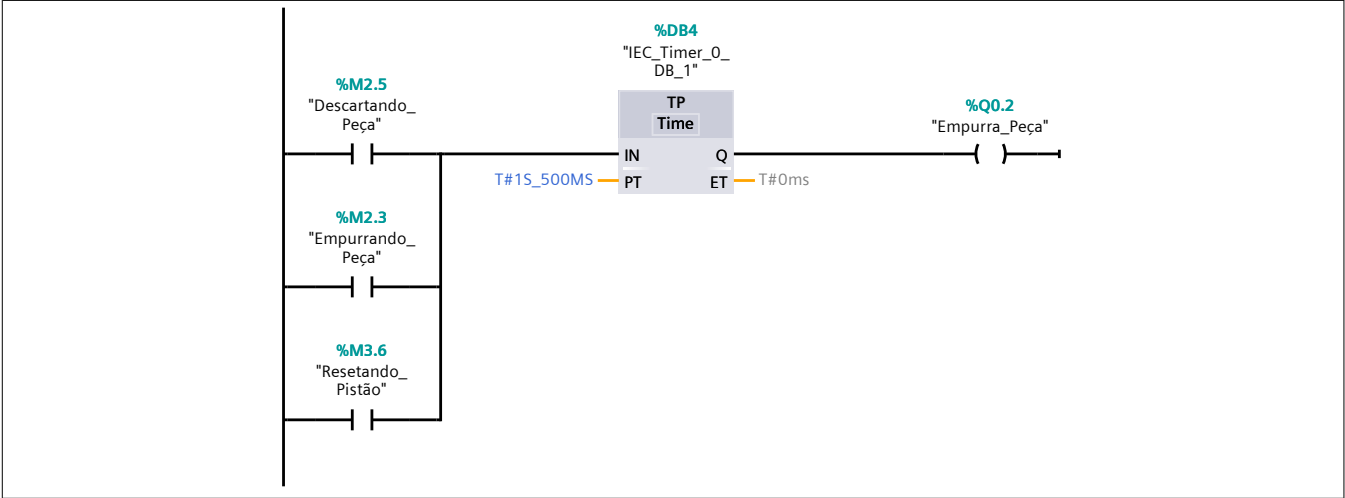 %DB4
"IEC_Timer_0_
DB_1"
%M2.5
"Descartando_
Peça"
TP
Time
%Q0.2
"Empurra_Peça"
IN
Q
T#1S_500MS
PT
ET
T#0ms
%M2.3
"Empurrando_
Peça"
%M3.6
"Resetando_
Pistão"